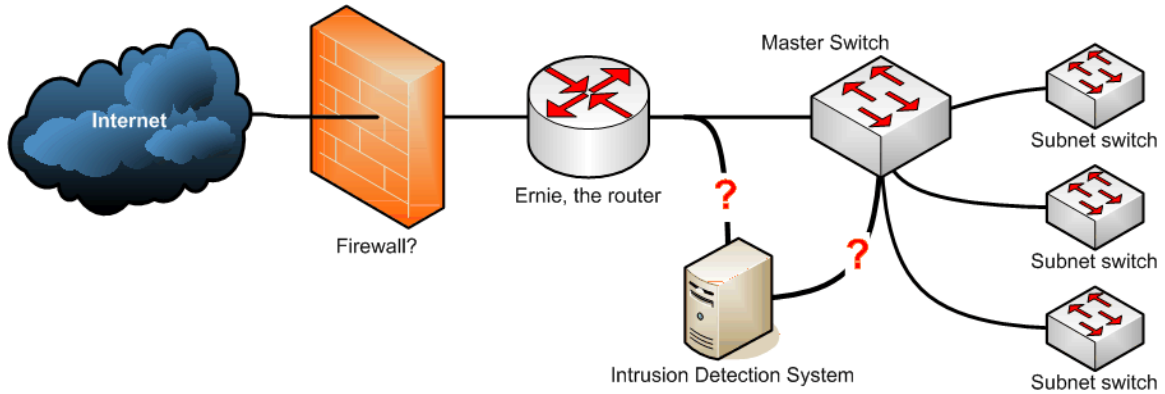 Internet
Firewall?
Ernie, the router
Master Switch
?
?
Intrusion Detection System
Subnet switch
Subnet switch
Subnet switch